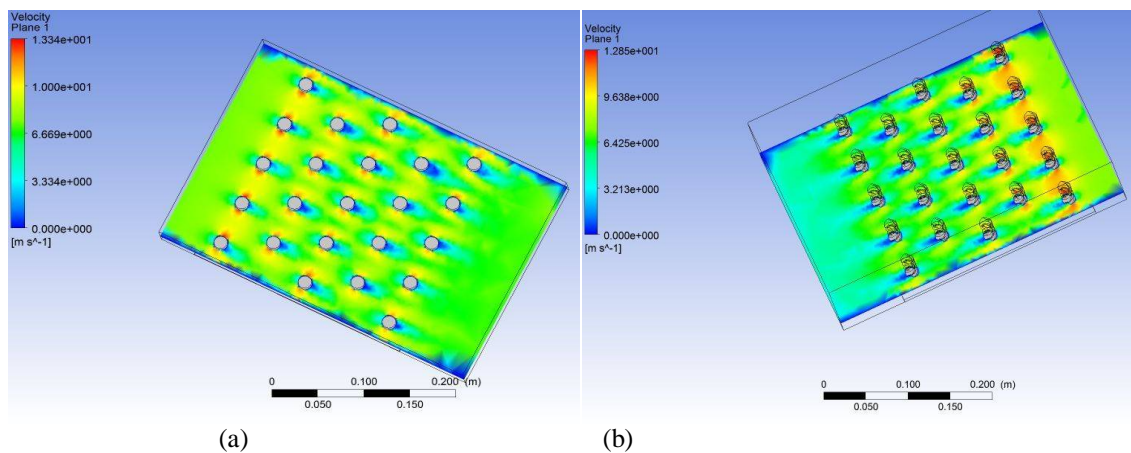 Velocity
Plane 1
1.334e+001
1.000e+001
6.669e+000
3.334e+000
0.000e+000
[m s^-1]
0 0.100 0.200 (m)
0.050 0.150
(a)
Velocity
Plane 1
1.285e+001
9.638e+000
6.425e+000
3.213e+000
0.000e+000
[m s^-1]
0 0.100 0.200 (m)
0.050 0.150
(b)